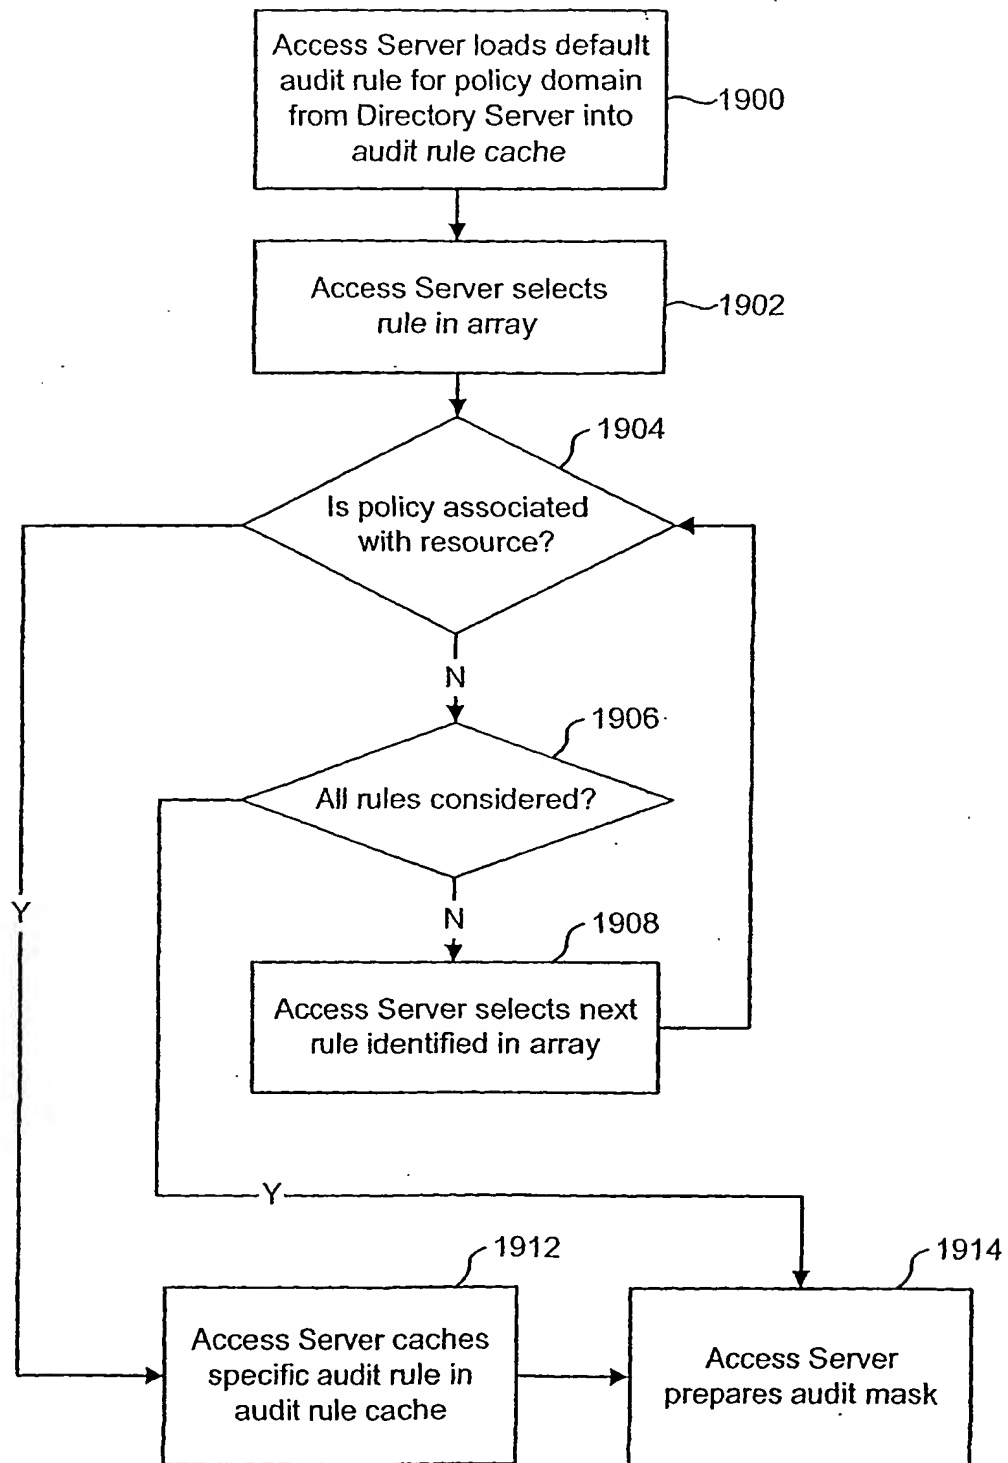 Access Server loads default
audit rule for policy domain
from Directory Server into
audit rule cache
1900
Access Server selects
rule in array
1902
1904
Is policy associated
with resource?
N
1906
All rules considered?
Y
N
1908
Access Server selects next
rule identified in array
Y
1912
1914
Access Server caches
specific audit rule in
audit rule cache
Access Server
prepares audit mask